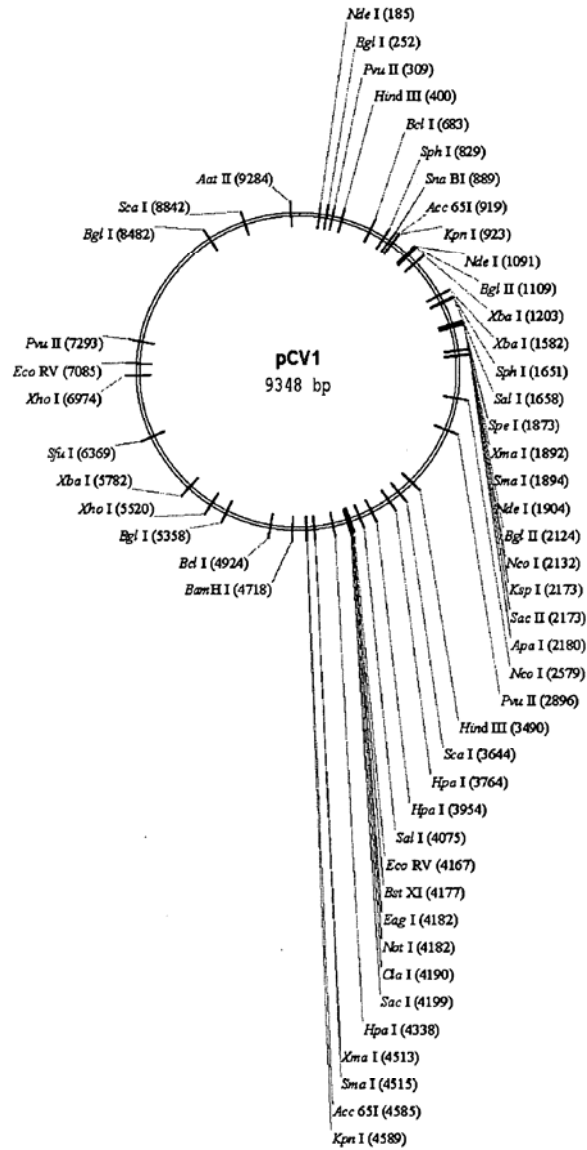 Nde I (185)
Bgl I (252)
Pvu II (309)
Hind III (400)
Bcl I (683)
Sph I (829)
Sna BI (889)
Acc 65I (919)
Kpn I (923)
Nde I (1091)
Bgl II (1109)
Xba I (1203)
Xba I (1582)
Sph I (1651)
Sal I (1658)
Spe I (1873)
Xma I (1892)
Sma I (1894)
Nde I (1904)
Bgl II (2124)
Nco I (2132)
Ksp I (2173)
Sac II (2173)
Apa I (2180)
Nco I (2579)
Pvu II (2896)
Hind III (3490)
Sca I (3644)
Hpa I (3764)
Hpa I (3954)
Sal I (4075)
Eco RV (4167)
Bst XI (4177)
Eag I (4182)
Not I (4182)
Cla I (4190)
Sac I (4199)
Hpa I (4338)
Xma I (4513)
Sma I (4515)
Acc 65I (4585)
Kpn I (4589)
BamH I (4718)
Bcl I (4924)
Bgl I (5358)
Xho I (5520)
Xba I (5782)
Sfu I (6369)
Xho I (6974)
Eco RV (7085)
Pvu II (7293)
Bgl I (8482)
Sca I (8842)
Aat II (9284)
pCV1
9348 bp